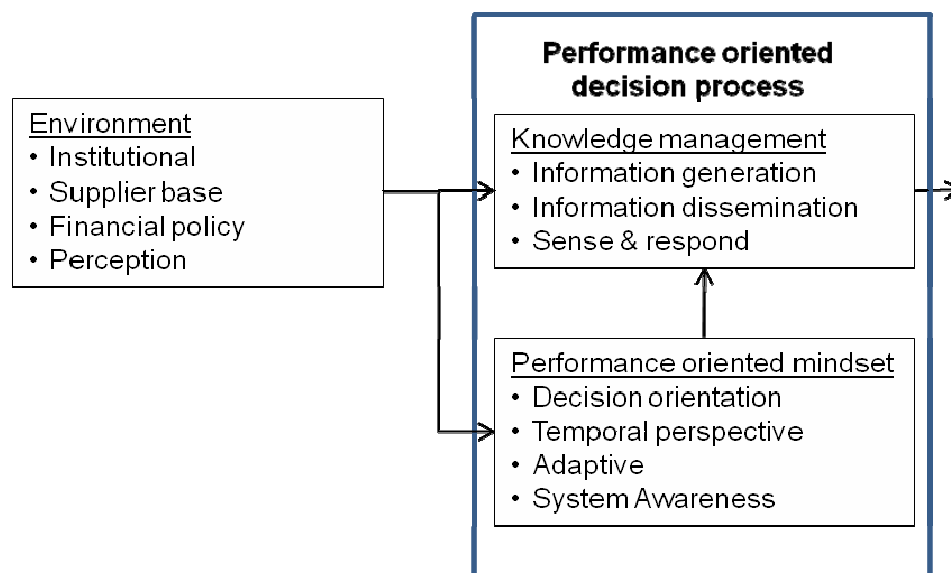 Performance oriented
decision process
Environment
• Institutional
• Supplier base
• Financial policy
• Perception
Knowledge management
• Information generation
• Information dissemination
• Sense & respond
Performance oriented mindset
• Decision orientation
• Temporal perspective
• Adaptive
• System Awareness